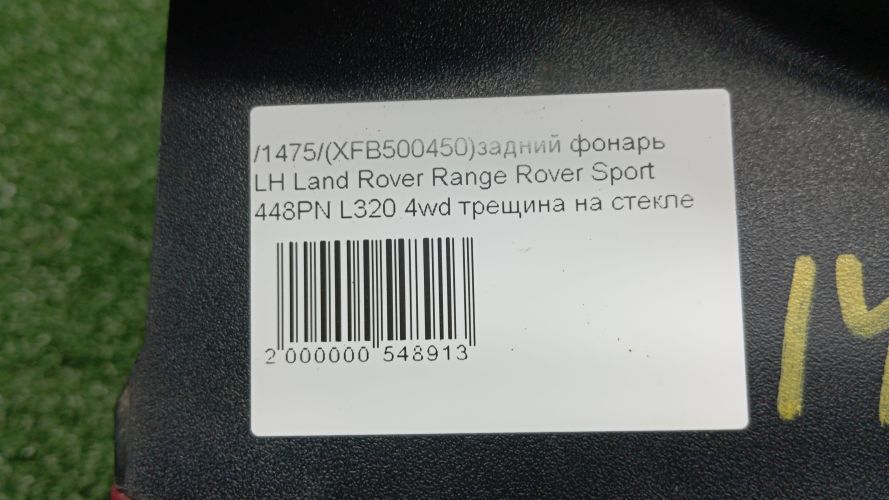 /1475/(XFB500450)задний фонарь
LH Land Rover Range Rover Sport
448PN L320 4wd трещина на стекле
2 000000 548913